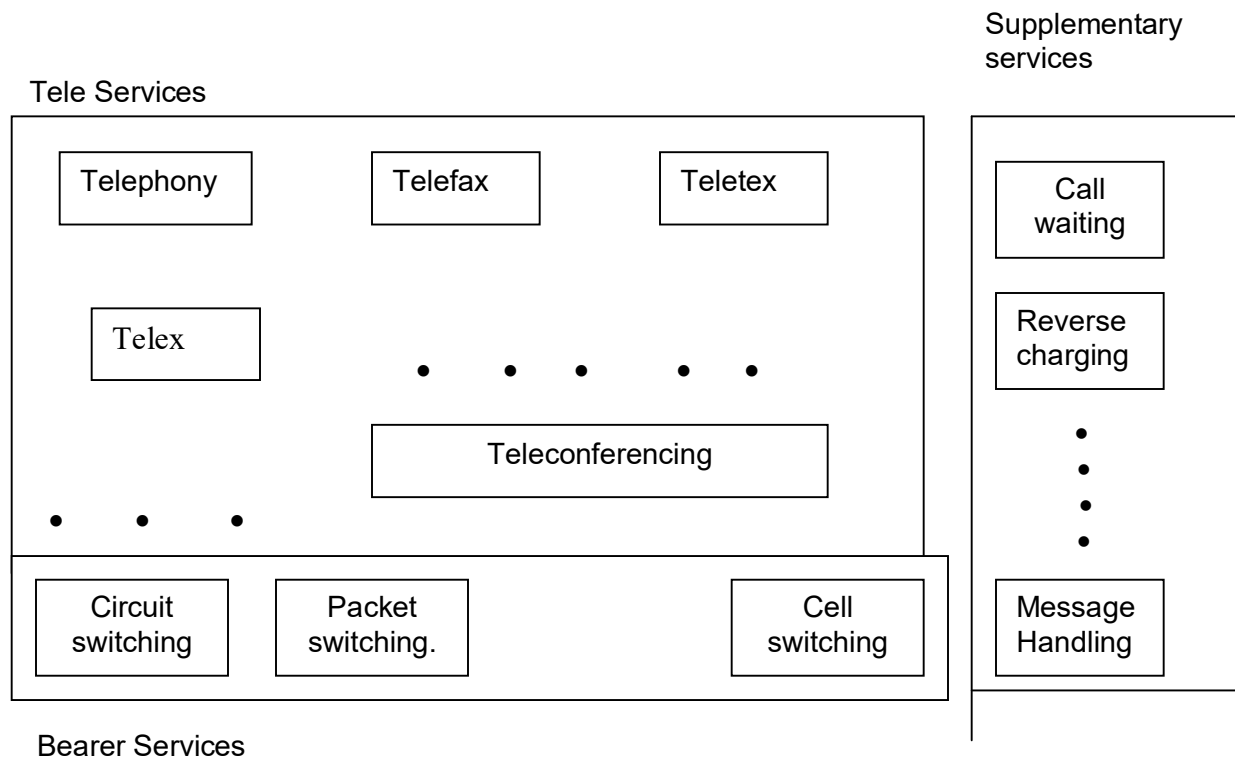 Supplementary
services
Tele Services
Telephony
Telefax
Teletex
Call
waiting
Telex
Reverse
charging
Teleconferencing
Circuit
switching
Packet
switching.
Cell
switching
Message
Handling
Bearer Services